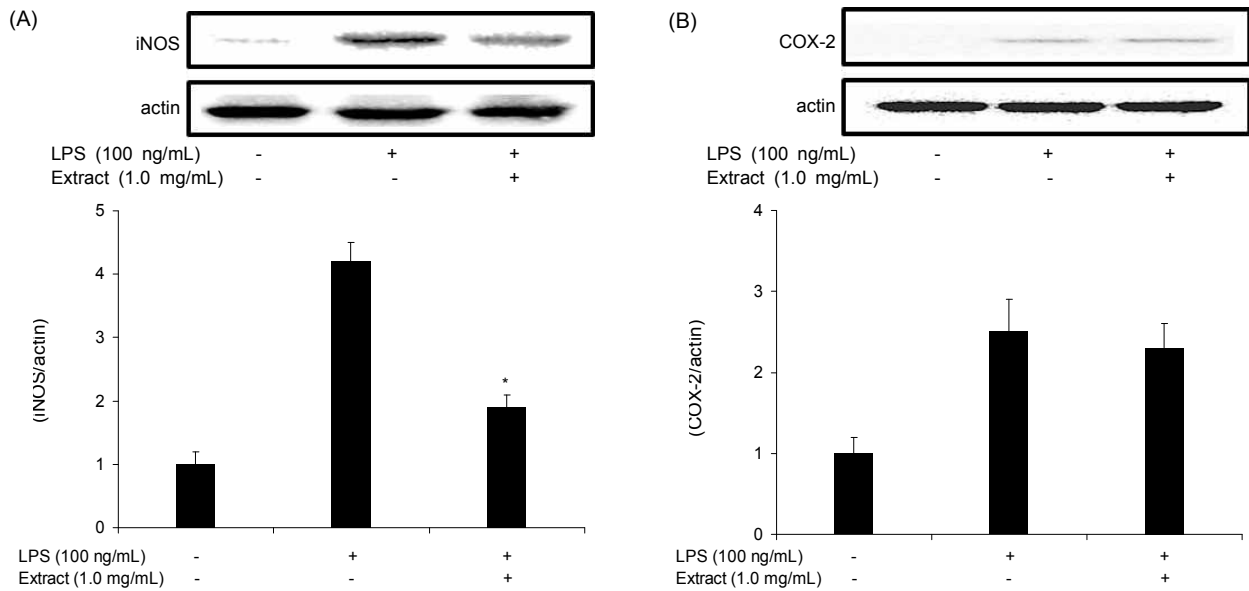 (A)
iNOS
actin
LPS (100 ng/mL) - + +
Extract (1.0 mg/mL) - - +
5
4
3
2
1
0
(iNOS/actin)
*
LPS (100 ng/mL) - + +
Extract (1.0 mg/mL) - - +
(B)
COX-2
actin
LPS (100 ng/mL) - + +
Extract (1.0 mg/mL) - - +
4
3
2
1
0
(COX-2/actin)
LPS (100 ng/mL) - + +
Extract (1.0 mg/mL) - - +